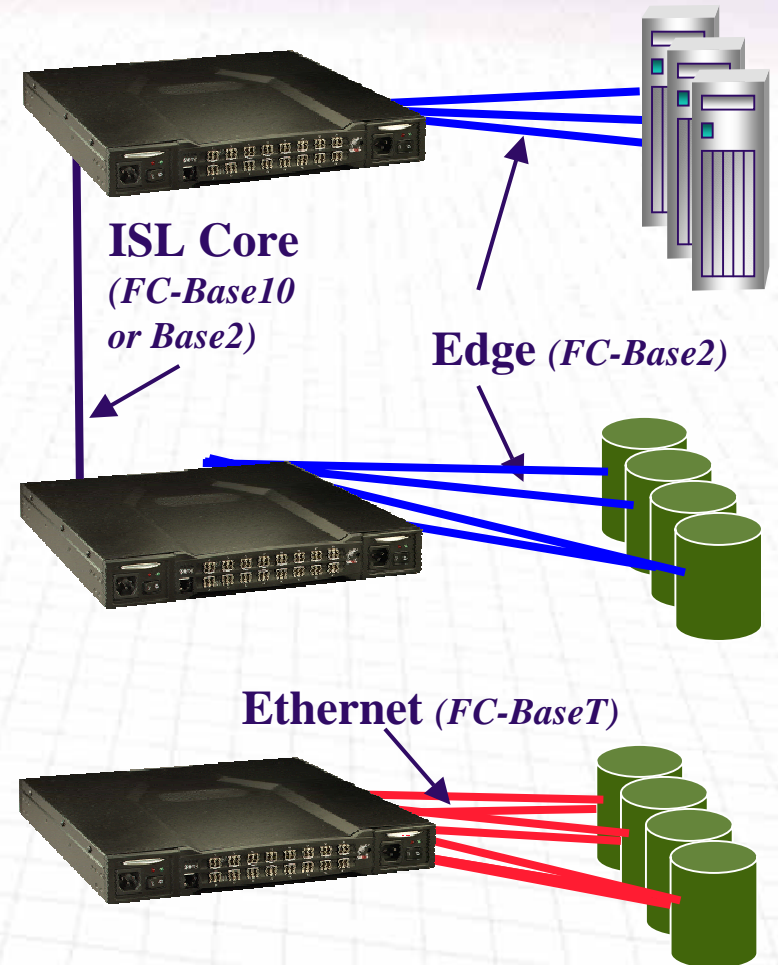 ISL Core
(FC-Base10
or Base2)
Edge (FC-Base2)
Ethernet (FC-BaseT)